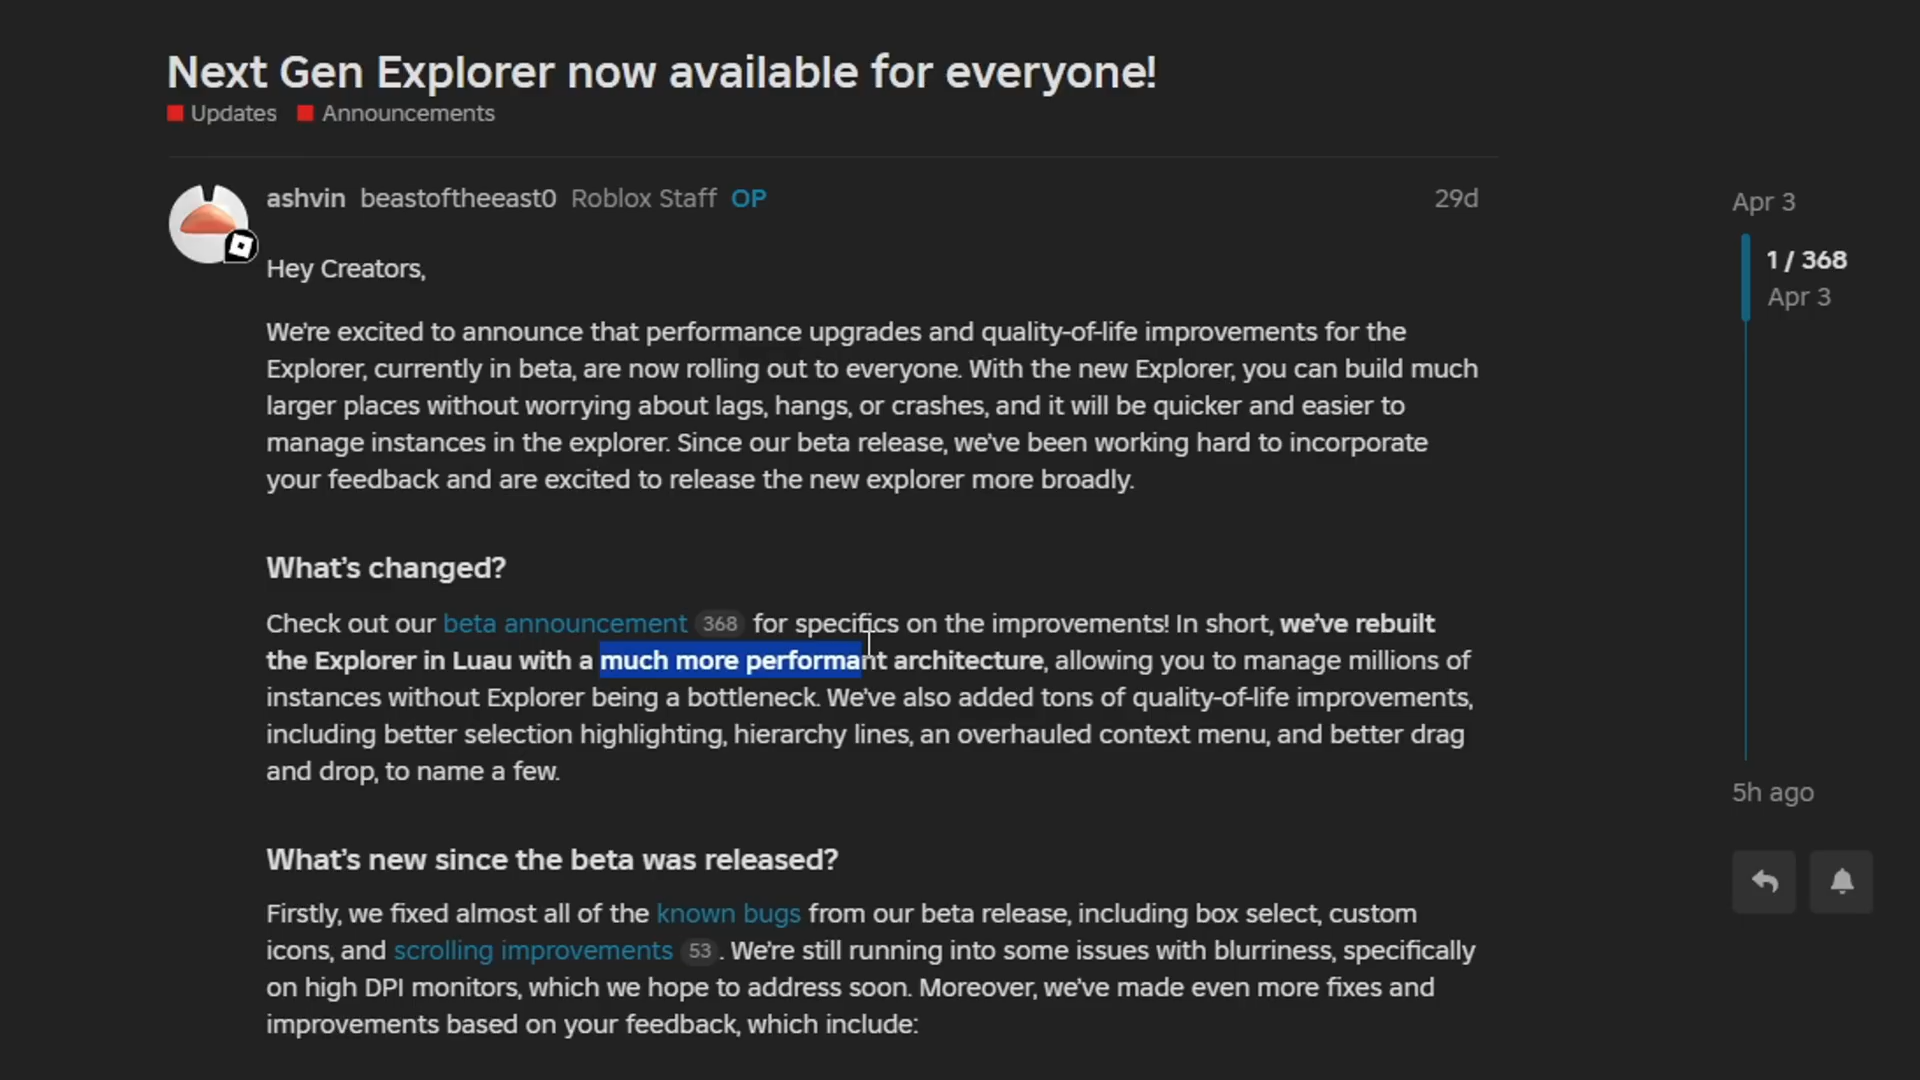 Next Gen Explorer now available for everyone!
Updates Announcements
ashvin beastoftheeast0 Roblox Staff OP 29d
Hey Creators,
We're excited to announce that performance upgrades and quality-of-life improvements for the
Explorer, currently in beta, are now rolling out to everyone. With the new Explorer, you can build much
larger places without worrying about lags, hangs, or crashes, and it will be quicker and easier to
manage instances in the explorer. Since our beta release, we've been working hard to incorporate
your feedback and are excited to release the new explorer more broadly.
What's changed?
Check out our beta announcement 368 for specifics on the improvements! In short, we've rebuilt
the Explorer in Luau with a much more performant architecture, allowing you to manage millions of
instances without Explorer being a bottleneck. We've also added tons of quality-of-life improvements,
including better selection highlighting, hierarchy lines, an overhauled context menu, and better drag
and drop, to name a few.
What's new since the beta was released?
Firstly, we fixed almost all of the known bugs from our beta release, including box select, custom
icons, and scrolling improvements 53 . We're still running into some issues with blurriness, specifically
on high DPI monitors, which we hope to address soon. Moreover, we've made even more fixes and
improvements based on your feedback, which include:
Apr 3
1 / 368
Apr 3
5h ago